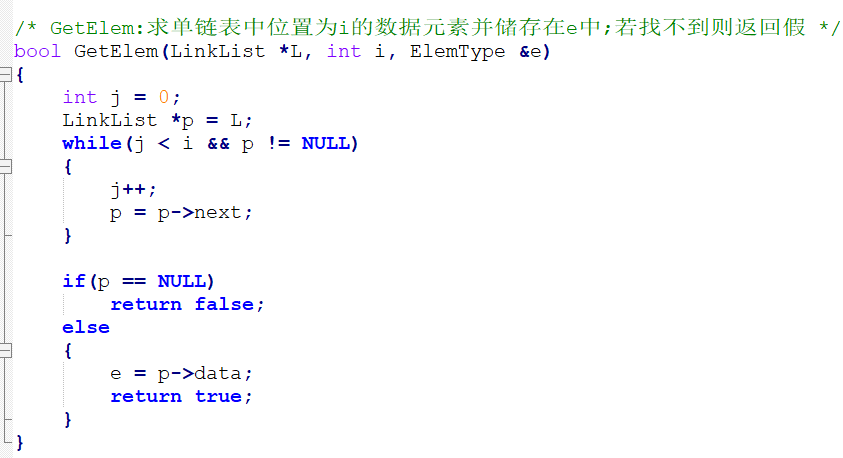 /* GetElem:求单链表中位置为i的数据元素并储存在e中;若找不到则返回假 */
bool GetElem(LinkList *L, int i, ElemType &e)
{
    int j = 0;
    LinkList *p = L;
    while(j < i && p != NULL)
    {
        j++;
        p = p->next;
    }

    if(p == NULL)
        return false;
    else
    {
        e = p->data;
        return true;
    }
}